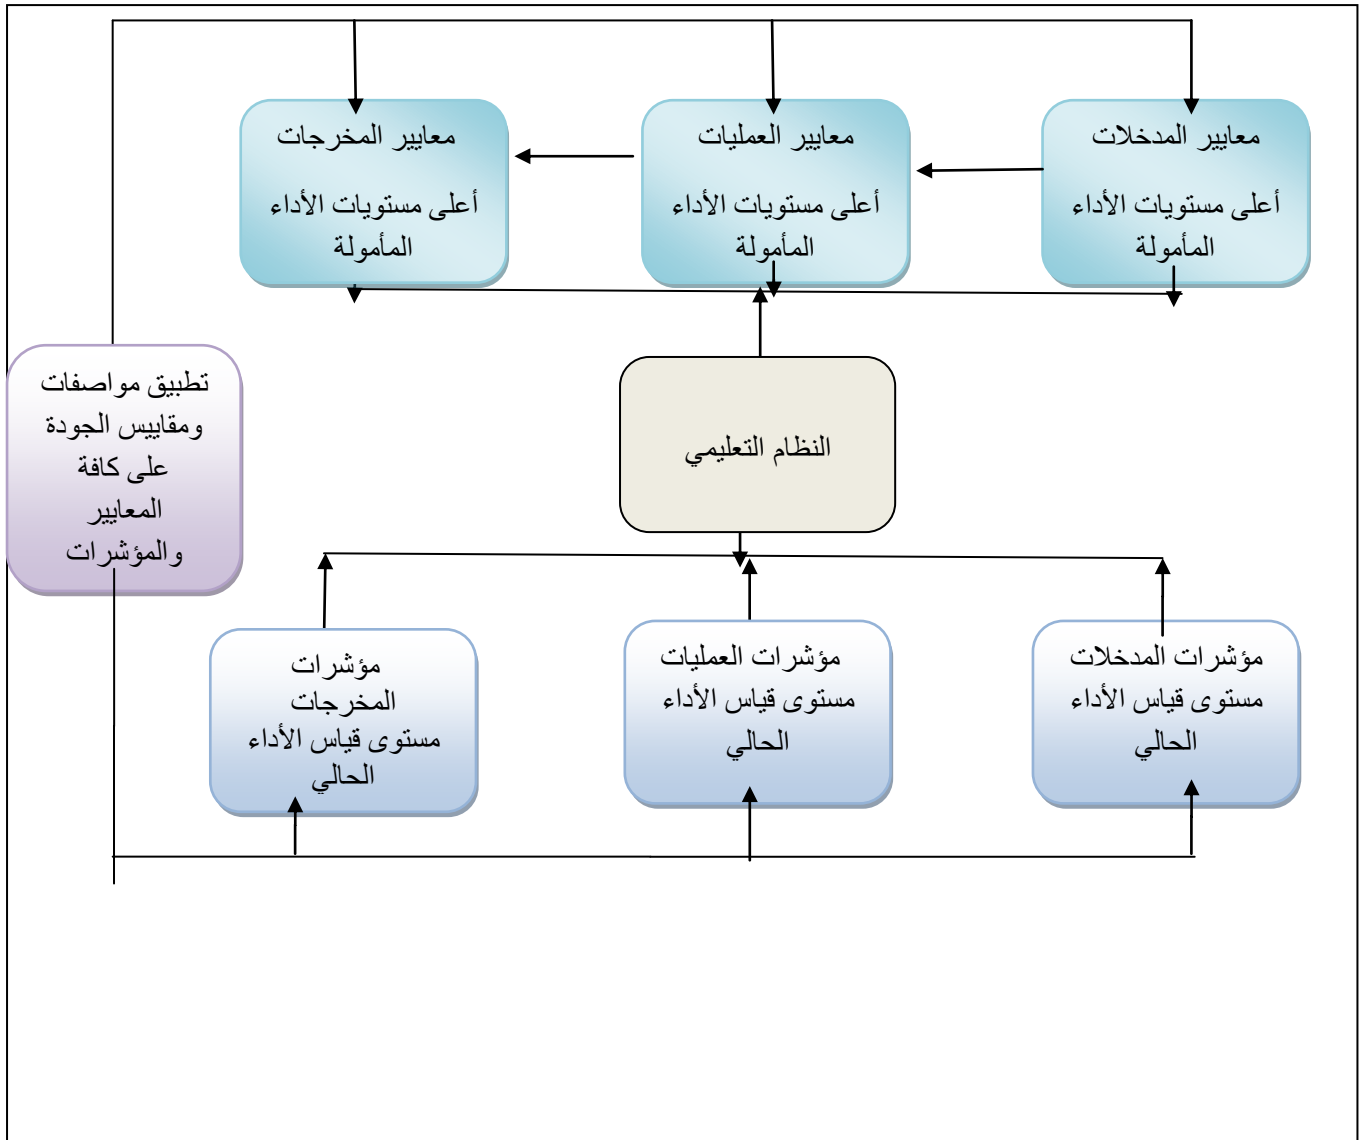 معايير المدخلات
أعلى مستويات الأداء
المأمولة
معايير العمليات
أعلى مستويات الأداء
المأمولة
معايير المخرجات
أعلى مستويات الأداء
المأمولة
النظام التعليمي
تطبيق مواصفات
ومقاييس الجودة
على كافة
المعايير
والمؤشرات
مؤشرات المدخلات
مستوى قياس الأداء
الحالي
مؤشرات العمليات
مستوى قياس الأداء
الحالي
مؤشرات
المخرجات
مستوى قياس الأداء
الحالي